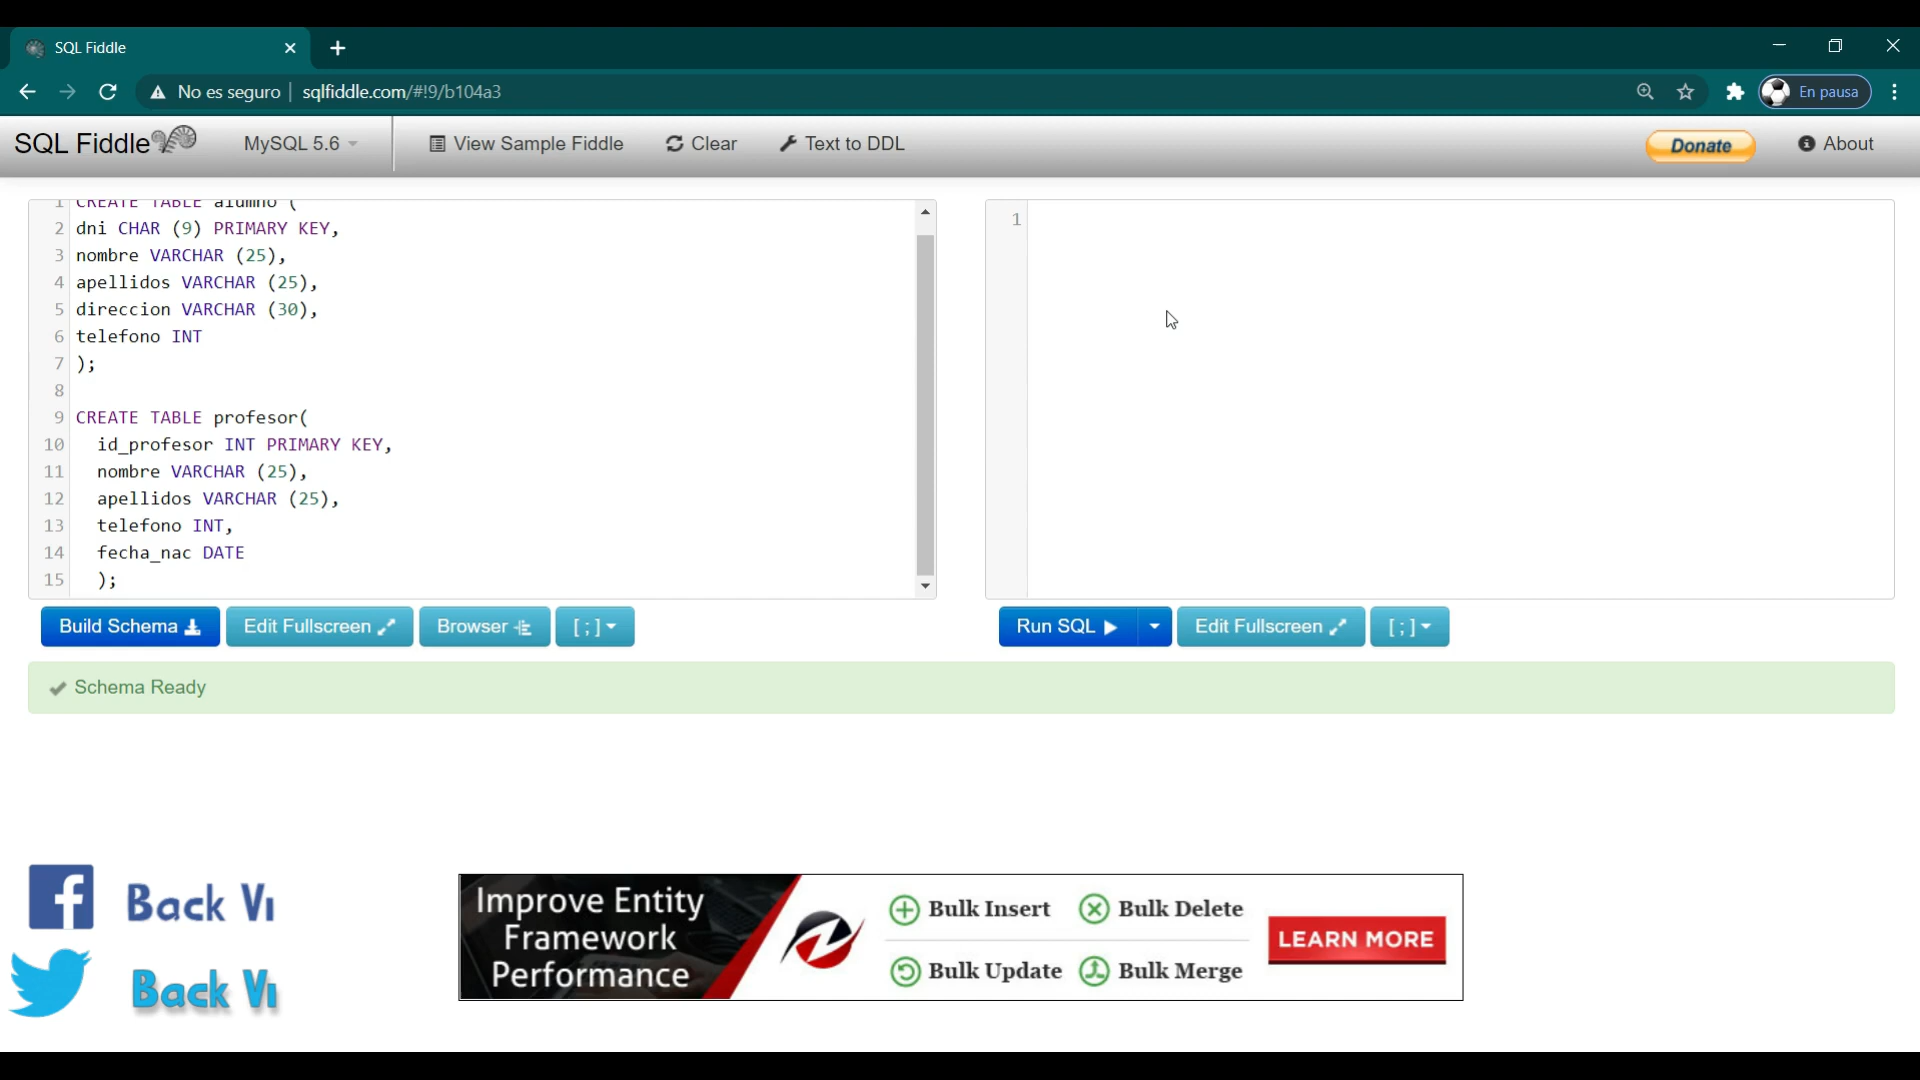 SQL Fiddle
No es seguro | sqlfiddle.com/#!9/b104a3
En pausa
SQL Fiddle
MySQL 5.6
View Sample Fiddle
Clear
Text to DDL
Donate
About
1 CREATE TABLE alumno (
2 dni CHAR (9) PRIMARY KEY,
3 nombre VARCHAR (25),
4 apellidos VARCHAR (25),
5 direccion VARCHAR (30),
6 telefono INT
7 );
8
9 CREATE TABLE profesor(
10 id_profesor INT PRIMARY KEY,
11 nombre VARCHAR (25),
12 apellidos VARCHAR (25),
13 telefono INT,
14 fecha_nac DATE
15 );
1
Build Schema
Edit Fullscreen
Browser
[ ; ]
Run SQL
Edit Fullscreen
[ ; ]
Schema Ready
Back Vi
Back Vi
Improve Entity
Framework
Performance
Bulk Insert
Bulk Delete
Bulk Update
Bulk Merge
LEARN MORE